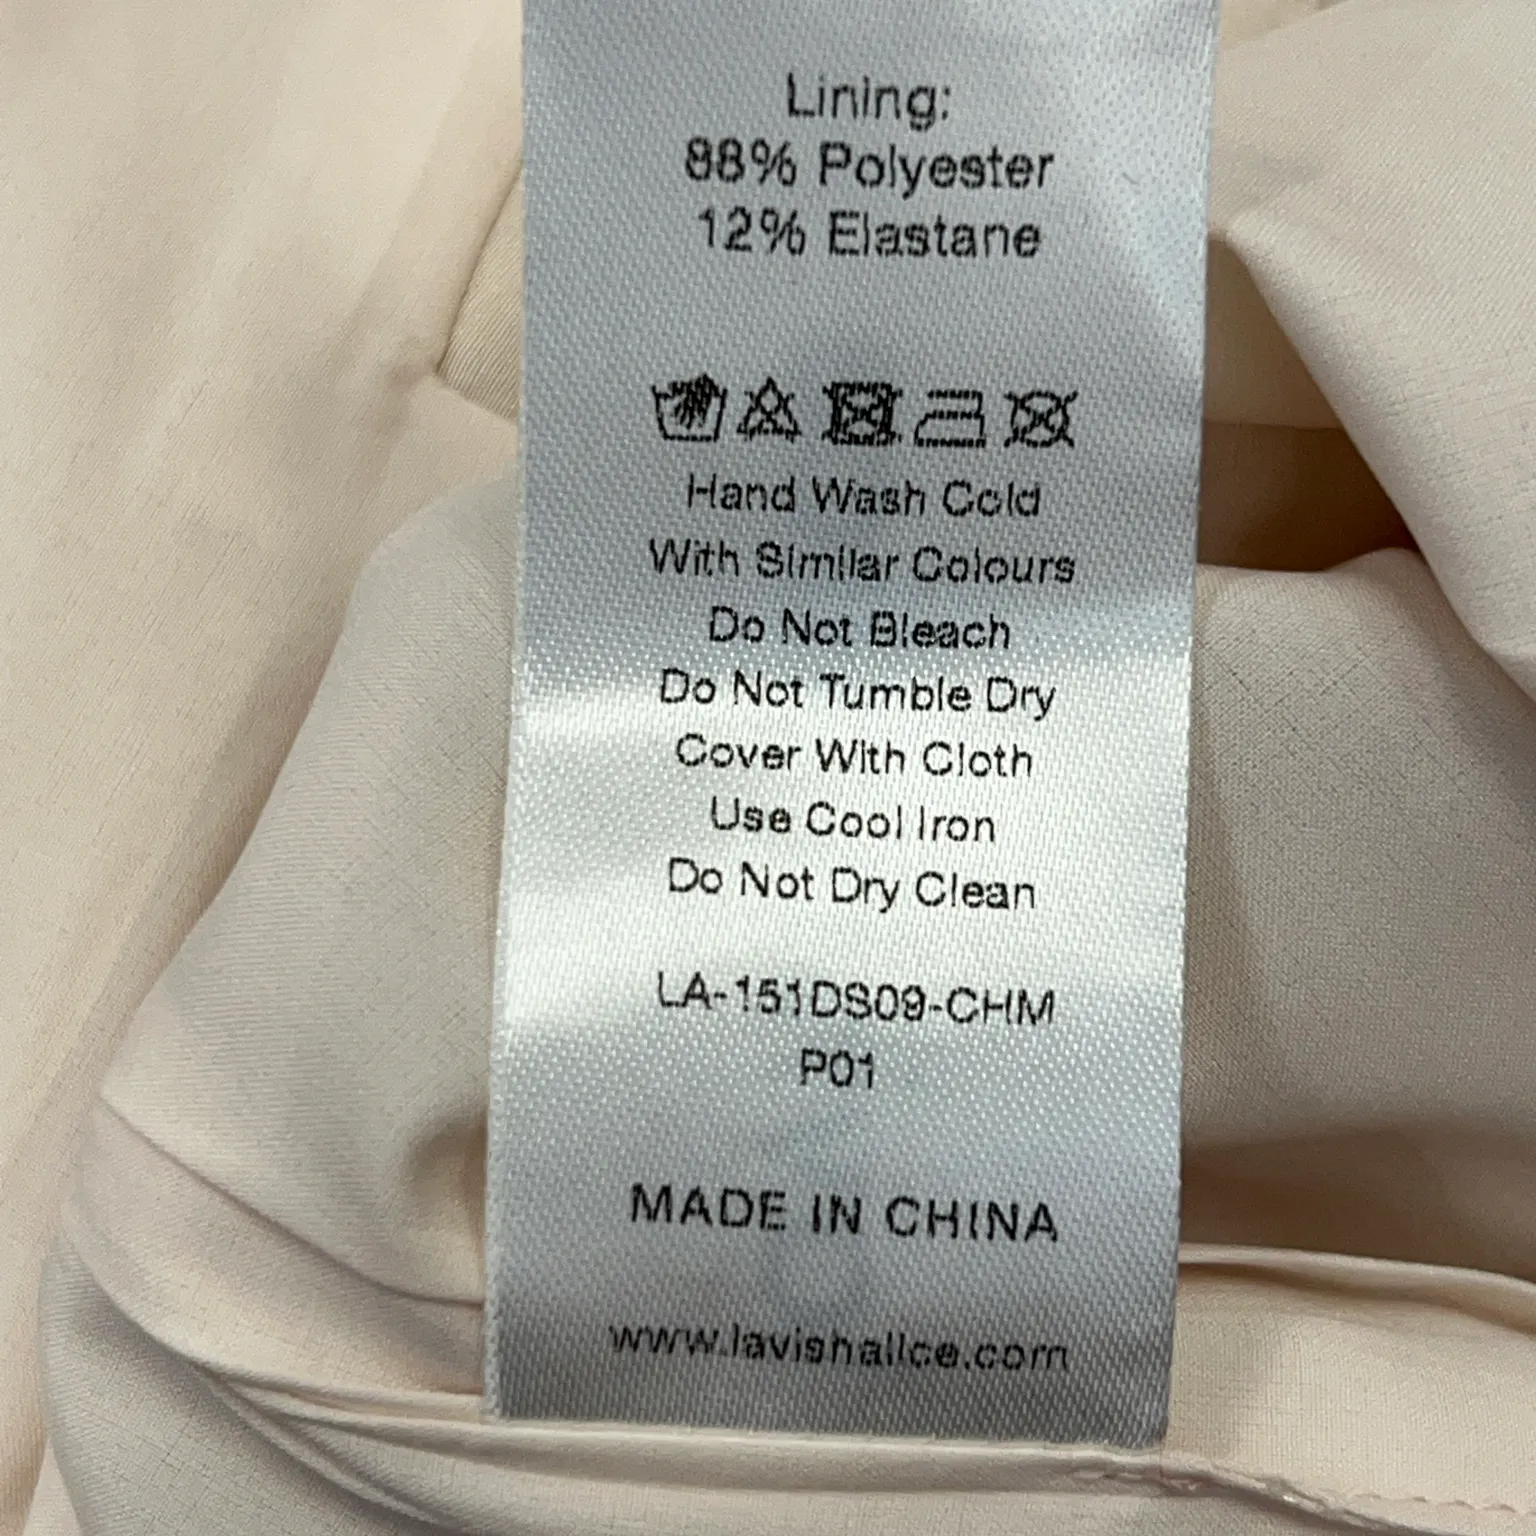 Lining:
88% Polyester
12% Elastane
Hand Wash Cold
With Similar Colours
Do Not Bleach
Do Not Tumble Dry
Cover With Cloth
Use Cool Iron
Do Not Dry Clean
LA-151DS09-CHM
P01
MADE IN CHINA
www.lavishalice.com